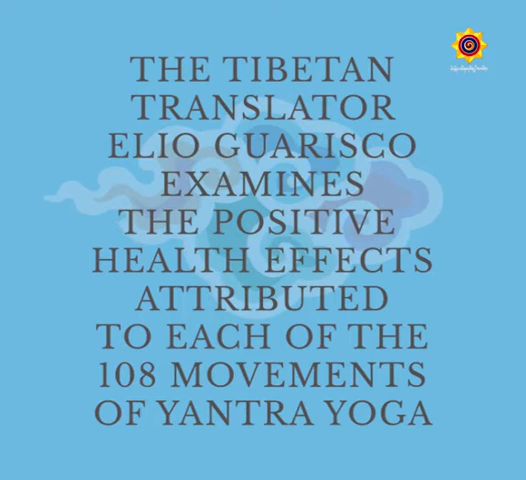 THE TIBETAN
TRANSLATOR
ELIO GUARISCO
EXAMINES
THE POSITIVE
HEALTH EFFECTS
ATTRIBUTED
TO EACH OF THE
108 MOVEMENTS
OF YANTRA YOGA